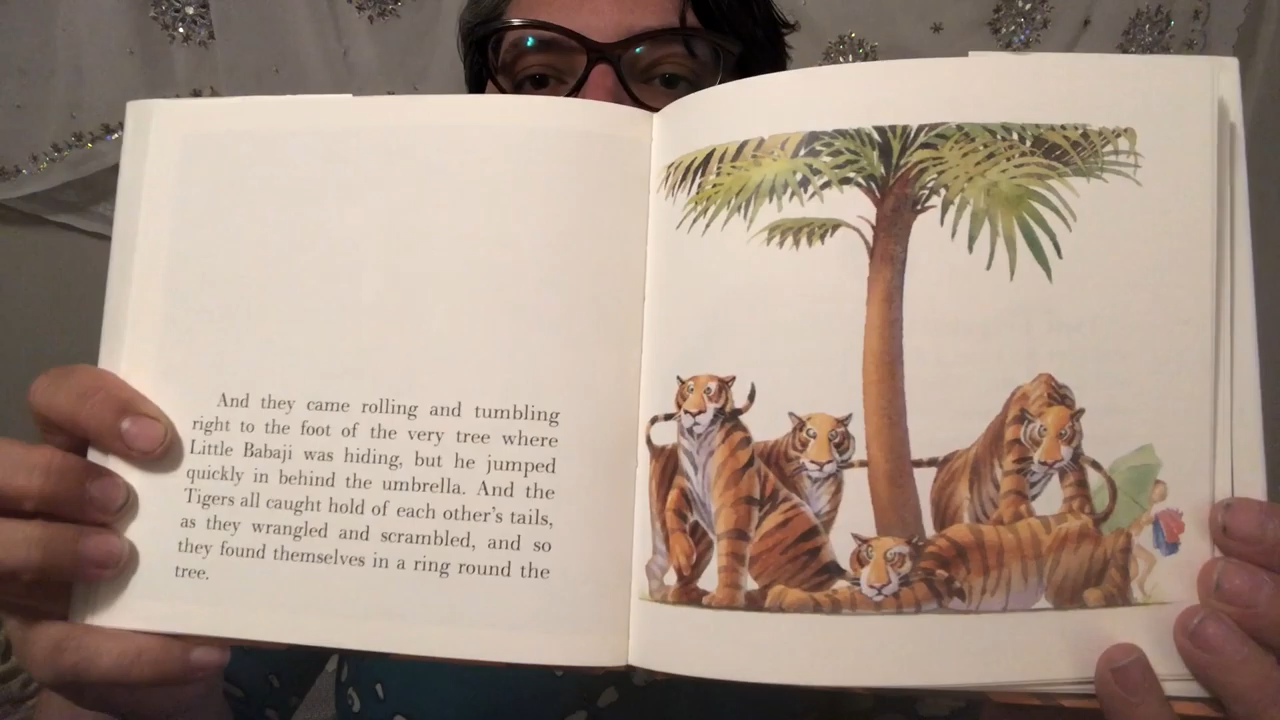 And they came rolling and tumbling
right to the foot of the very tree where
Little Babaji was hiding, but he jumped
quickly in behind the umbrella. And the
Tigers all caught hold of each other's tails,
as they wrangled and scrambled, and so
they found themselves in a ring round the
tree.